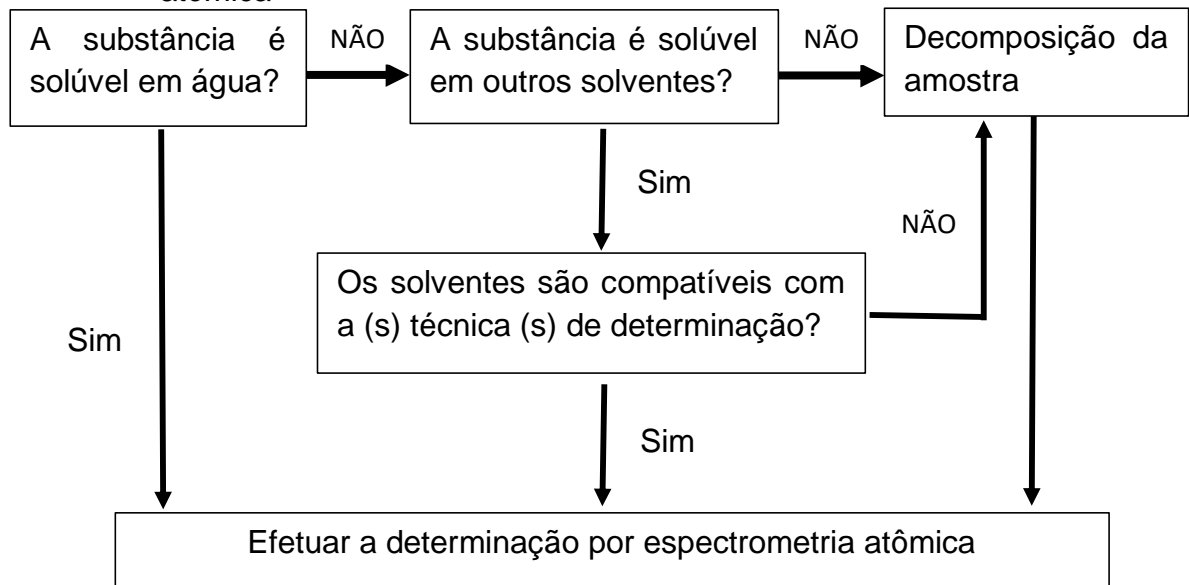 atômica
A substância é
solúvel em água?
NÃO
A substância é solúvel
em outros solventes?
NÃO
Decomposição da
amostra
Sim
NÃO
Os solventes são compatíveis com
a (s) técnica (s) de determinação?
Sim
Sim
Efetuar a determinação por espectrometria atômica